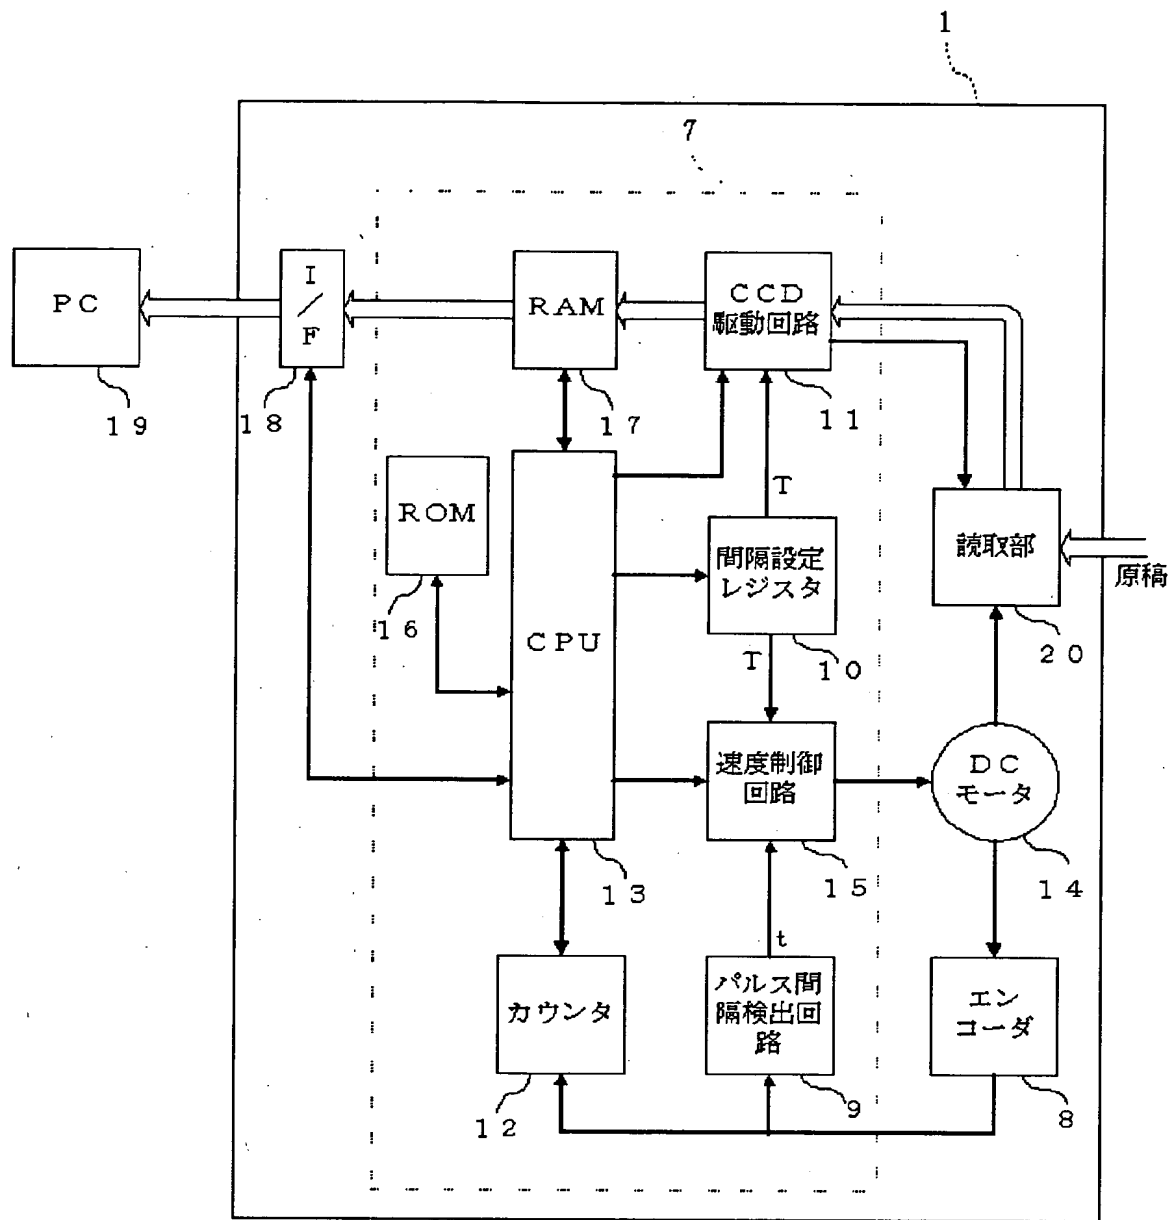 1
7
PC
19
I
/
F
18
RAM
17
CCD
駆動回路
11
ROM
16
CPU
13
T
間隔設定
レジスタ
10
T
読取部
20
原稿
速度制御
回路
15
DC
モータ
14
t
カウンタ
12
パルス間
隔検出回
路
9
エン
コーダ
8